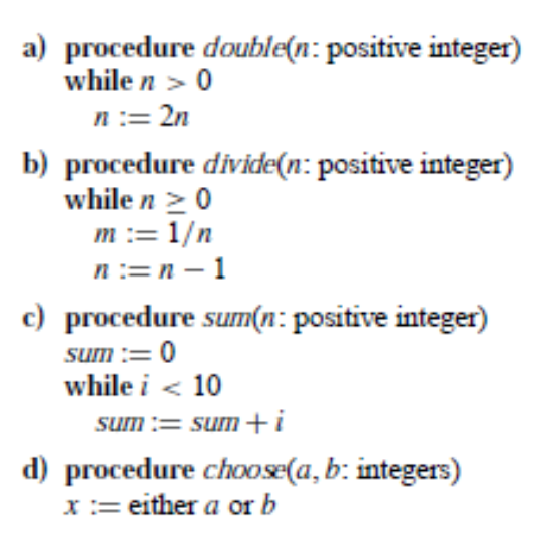 a) procedure double(n: positive integer)
while n > 0
n := 2n
b) procedure divide(n: positive integer)
while n ≥ 0
m := 1/n
n := n − 1
c) procedure sum(n: positive integer)
sum := 0
while i < 10
sum := sum + i
d) procedure choose(a, b: integers)
x := either a or b